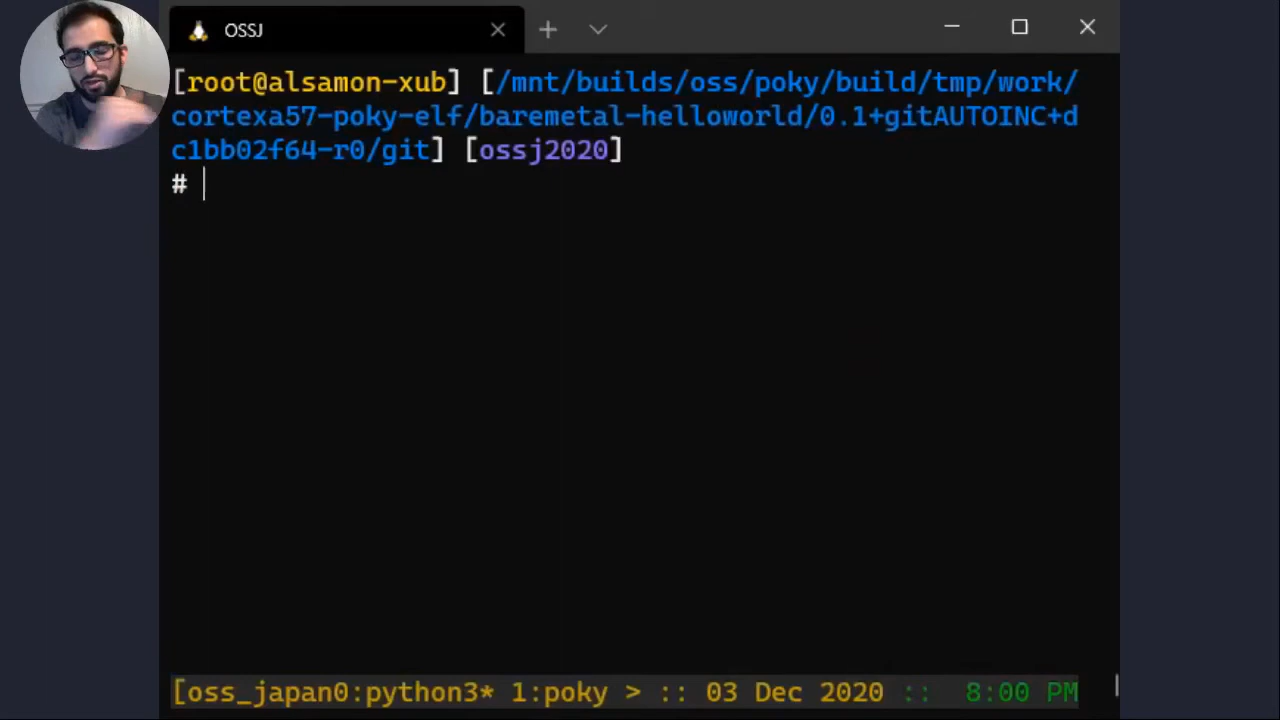 OSSJ
[root@alsamon-xub] [/mnt/builds/oss/poky/build/tmp/work/
cortexa57-poky-elf/baremetal-helloworld/0.1+gitAUTOINC+d
c1bb02f64-r0/git] [ossj2020]
#
[oss_japan0:python3* 1:poky > :: 03 Dec 2020 :: 8:00 PM